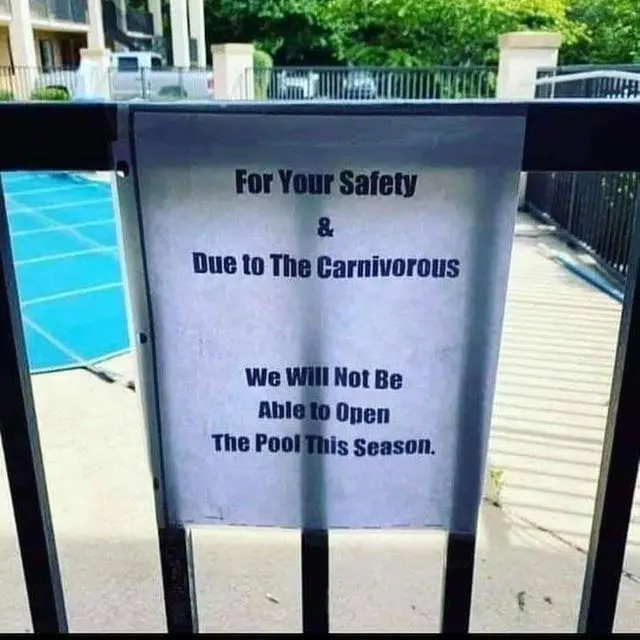 For Your Safety
&
Due to The Carnivorous
We Will Not Be
Able to Open
The Pool This Season.